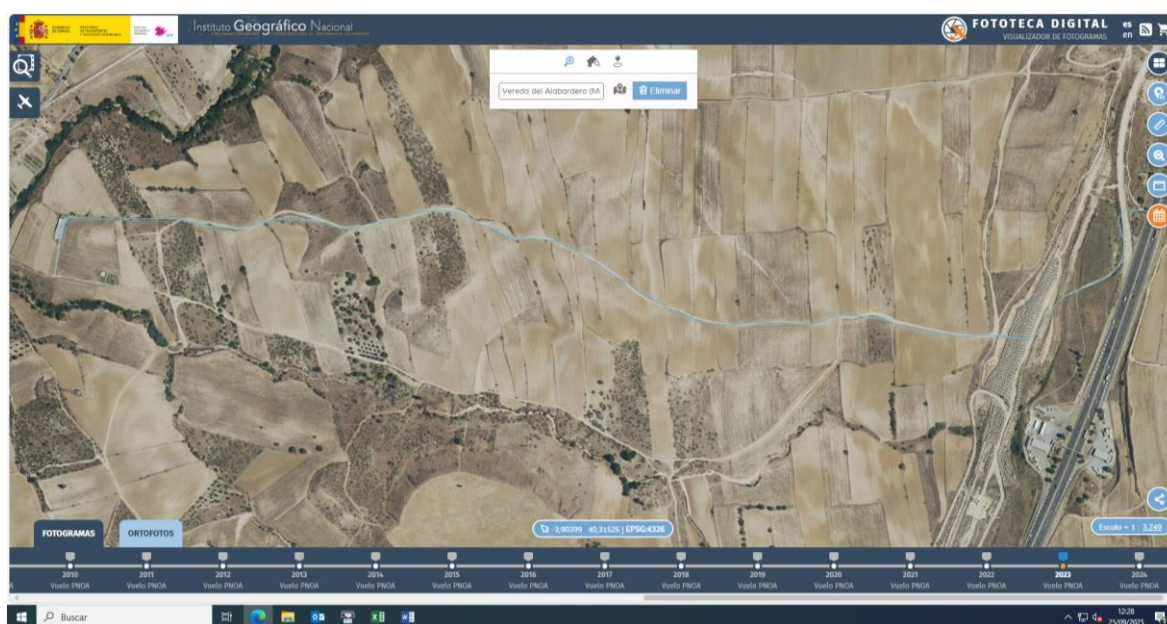 GOBIERNO DE ESPAÑA
Instituto Geográfico Nacional
FOTOTECA DIGITAL
VISUALIZADOR DE FOTOGRAMAS
es
en
Vereda del Alabardero (M
Eliminar
FOTOGRAMAS
ORTOFOTOS
-3,90399 40,21525 | EPSG:4326
Escala = 1 : 3.249
2010 2011 2012 2013 2014 2015 2016 2017 2018 2019 2020 2021 2022 2023 2024
A Vuelo PNOA Vuelo PNOA Vuelo PNOA Vuelo PNOA Vuelo PNOA Vuelo PNOA Vuelo PNOA Vuelo PNOA Vuelo PNOA Vuelo PNOA Vuelo PNOA Vuelo PNOA Vuelo PNOA Vuelo PNOA Vuelo PNOA
Buscar
12:28
25/09/2025